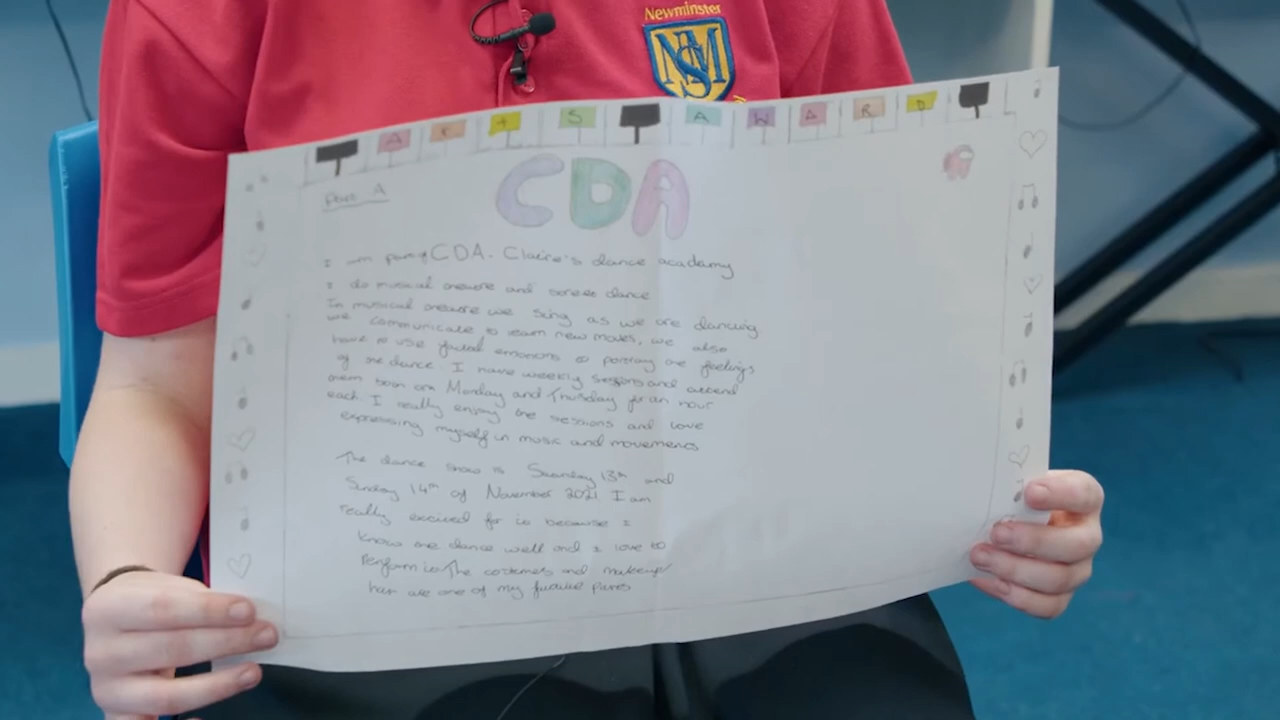 Newminster
NMS
A r t S A W A R D
Part A
CDA
I am part of CDA. Claire's dance academy
I do musical theatre and street dance
In musical theatre we sing as we are dancing
we communicate to learn new moves, we also
have to use facial emotions to portray the feelings
of the dance I have weekly sessions and attend
them both on Monday and Thursday for an hour
each I really enjoy the sessions and love
expressing myself in music and movements
The dance show is Saturday 13th and
Sunday 14th of November 2021 I am
really excited for it because I
know the dance well and I love to
perform it. The costumes and makeup/
hair are one of my favourite parts